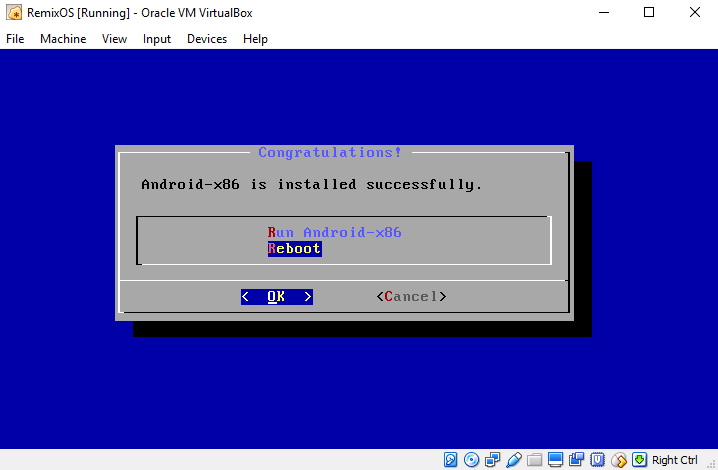 RemixOS [Running] - Oracle VM VirtualBox
File Machine View Input Devices Help
Congratulations!
Android-x86 is installed successfully.
Run Android-x86
Reboot
< OK > <Cancel>
Right Ctrl